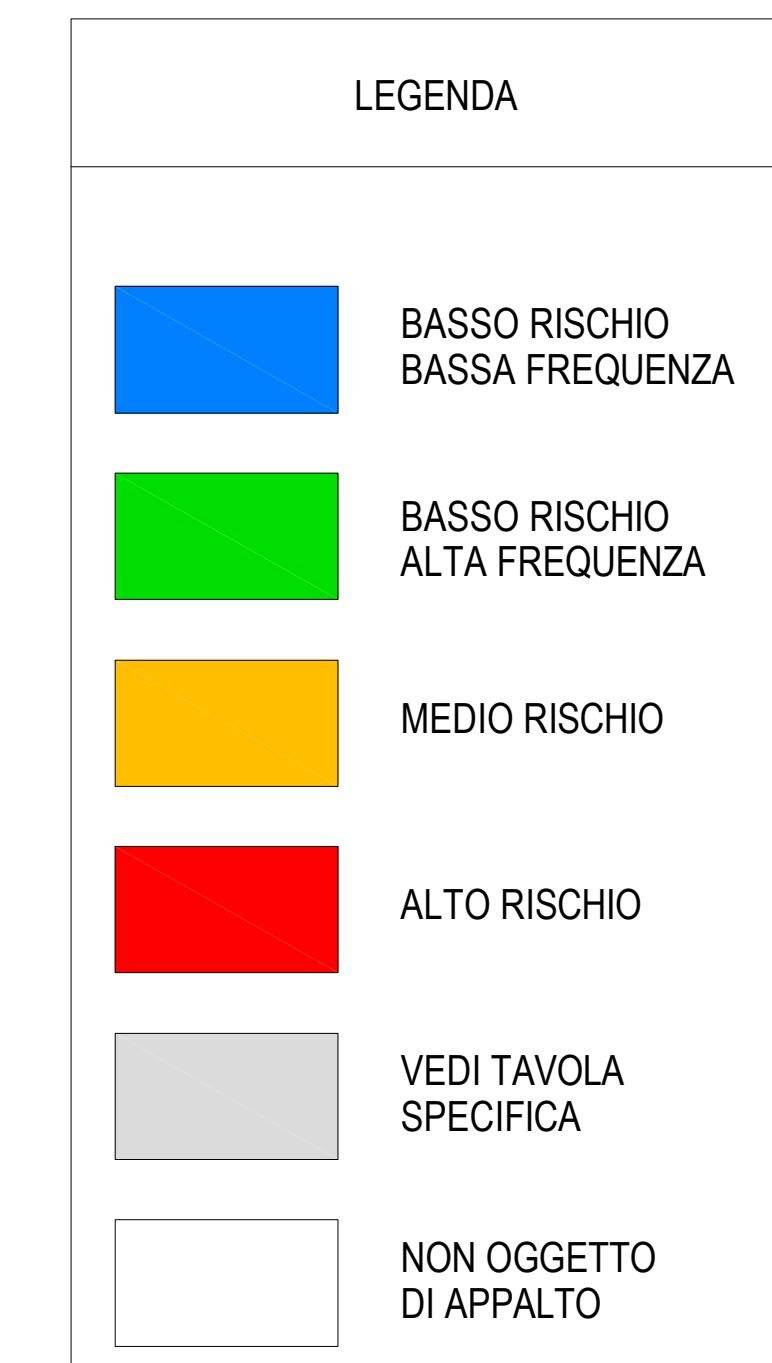 LEGENDA
BASSO RISCHIO
BASSA FREQUENZA
BASSO RISCHIO
ALTA FREQUENZA
MEDIO RISCHIO
ALTO RISCHIO
VEDI TAVOLA
SPECIFICA
NON OGGETTO
DI APPALTO